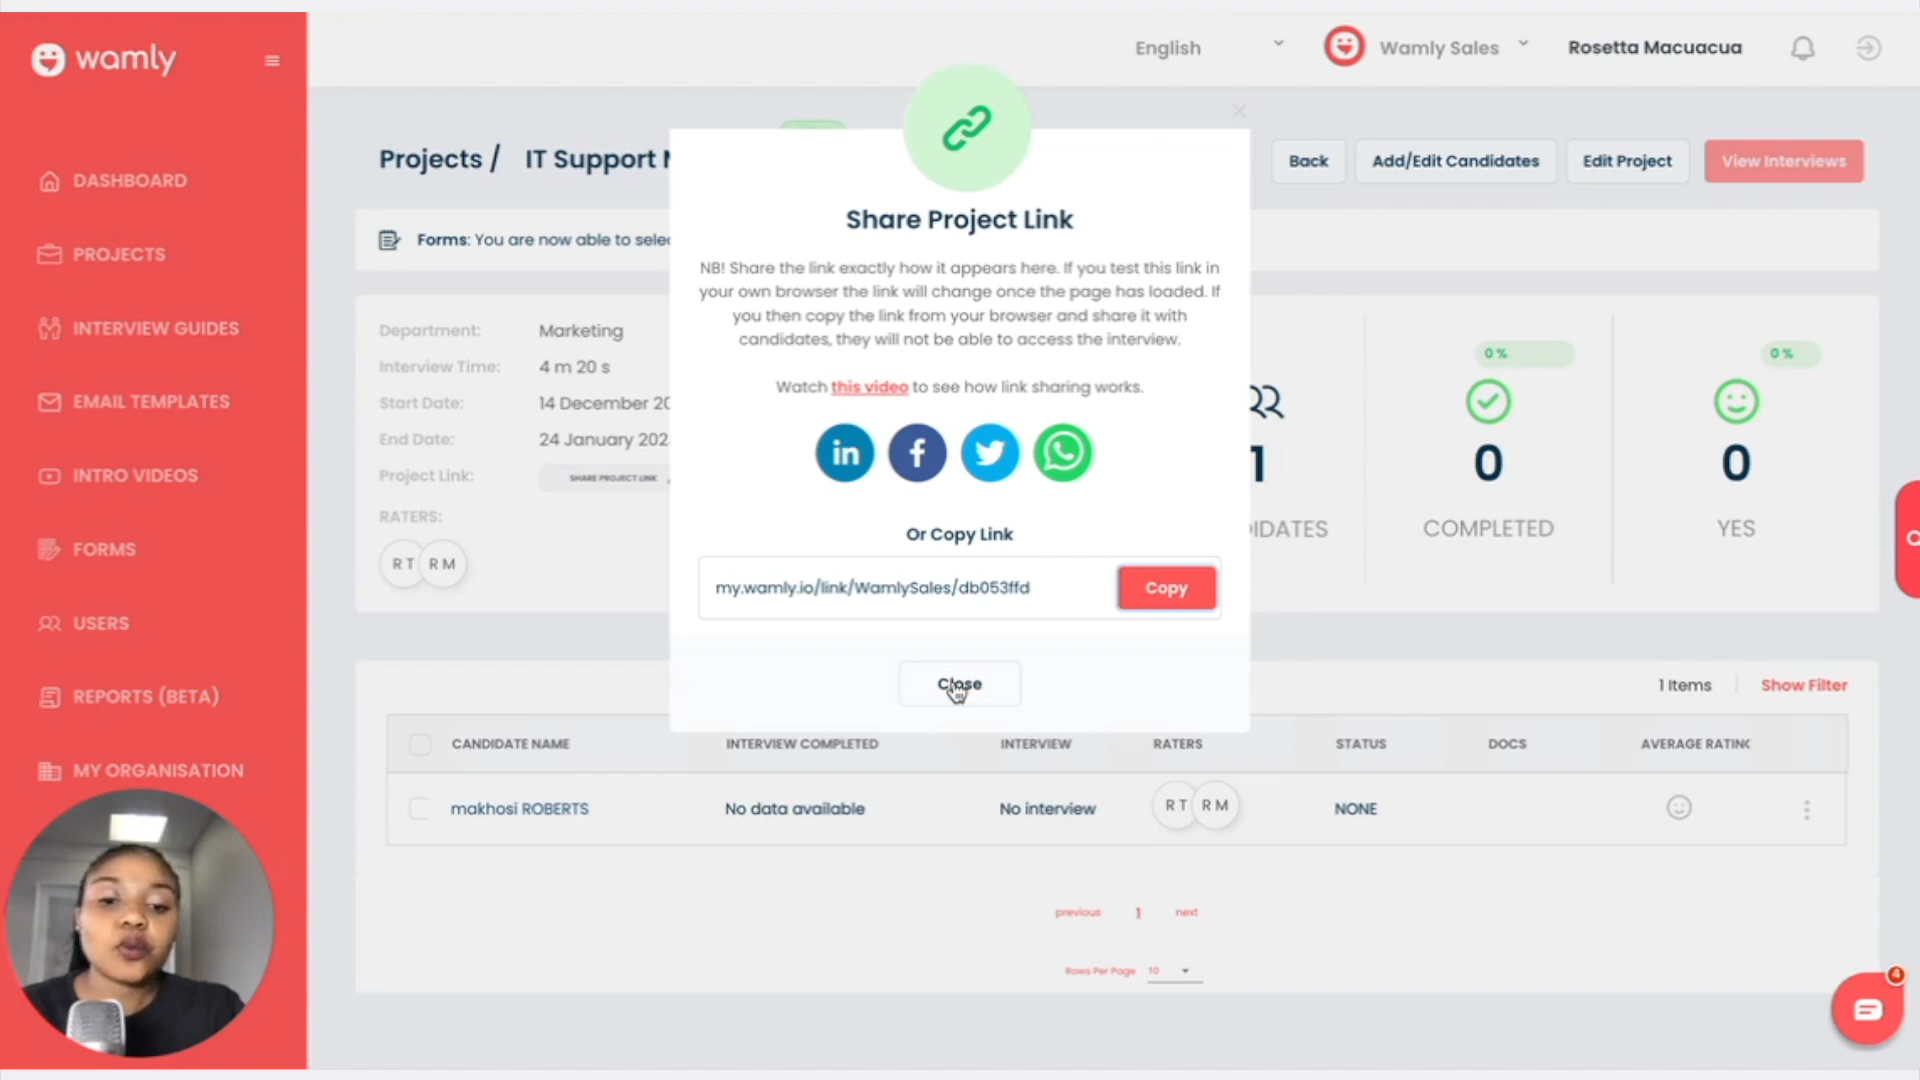 wamly
English
Wamly Sales
Rosetta Macuacua
DASHBOARD
PROJECTS
INTERVIEW GUIDES
EMAIL TEMPLATES
INTRO VIDEOS
FORMS
USERS
REPORTS (BETA)
MY ORGANISATION
Projects / IT Support
Back
Add/Edit Candidates
Edit Project
View Interviews
Forms: You are now able to selec
Department: Marketing
Interview Time: 4 m 20 s
Start Date: 14 December 20
End Date: 24 January 202
Project Link: SHARE PROJECT LINK
RATERS:
R T R M
Share Project Link
NB! Share the link exactly how it appears here. If you test this link in
your own browser the link will change once the page has loaded. If
you then copy the link from your browser and share it with
candidates, they will not be able to access the interview.
Watch this video to see how link sharing works.
in f
Or Copy Link
my.wamly.io/link/WamlySales/db053ffd
Copy
Close
1
IDATES
0 %
0
COMPLETED
0 %
0
YES
1 Items
Show Filter
CANDIDATE NAME INTERVIEW COMPLETED INTERVIEW RATERS STATUS DOCS AVERAGE RATING
makhosi ROBERTS No data available No interview R T R M NONE
previous 1 next
Rows Per Page 10
4